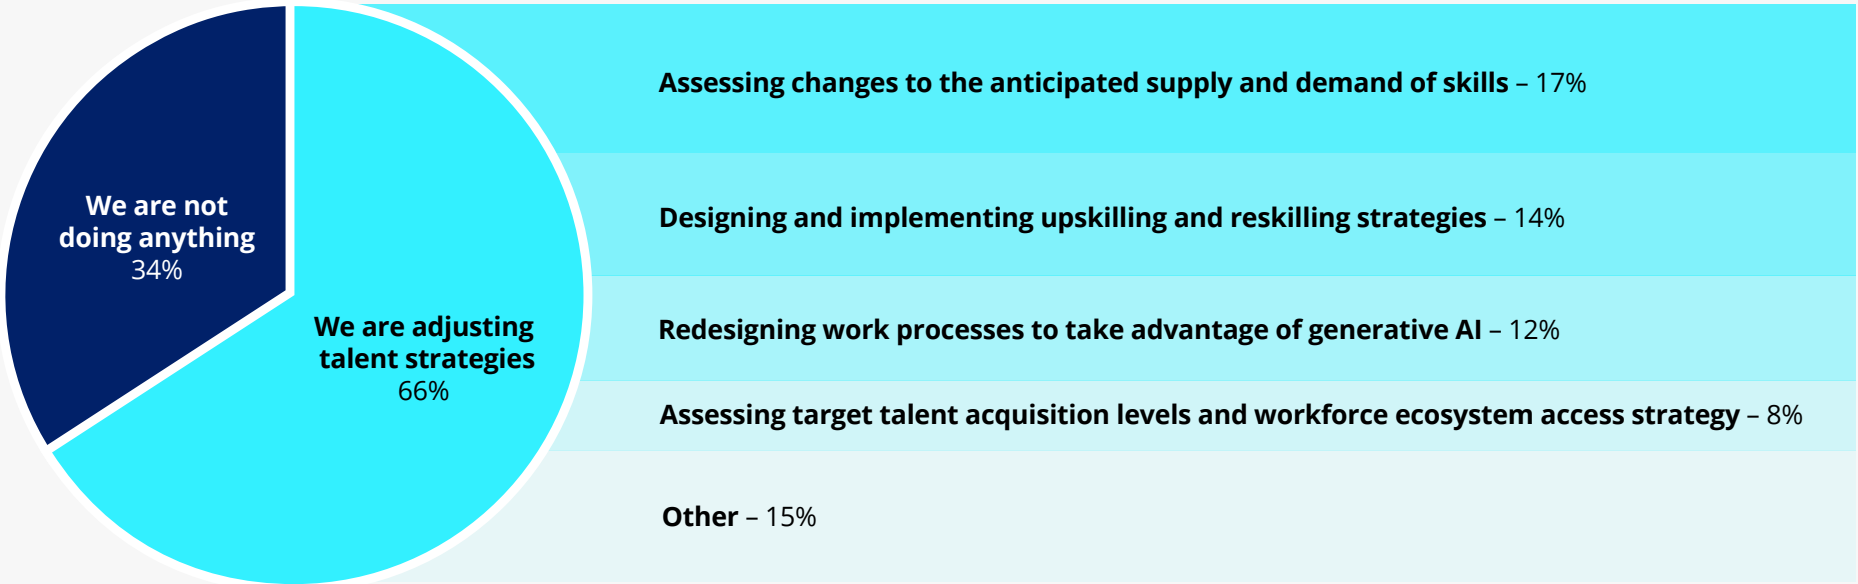 We are not
doing anything
34%
We are adjusting
talent strategies
66%
Assessing changes to the anticipated supply and demand of skills – 17%
Designing and implementing upskilling and reskilling strategies – 14%
Redesigning work processes to take advantage of generative AI – 12%
Assessing target talent acquisition levels and workforce ecosystem access strategy – 8%
Other – 15%